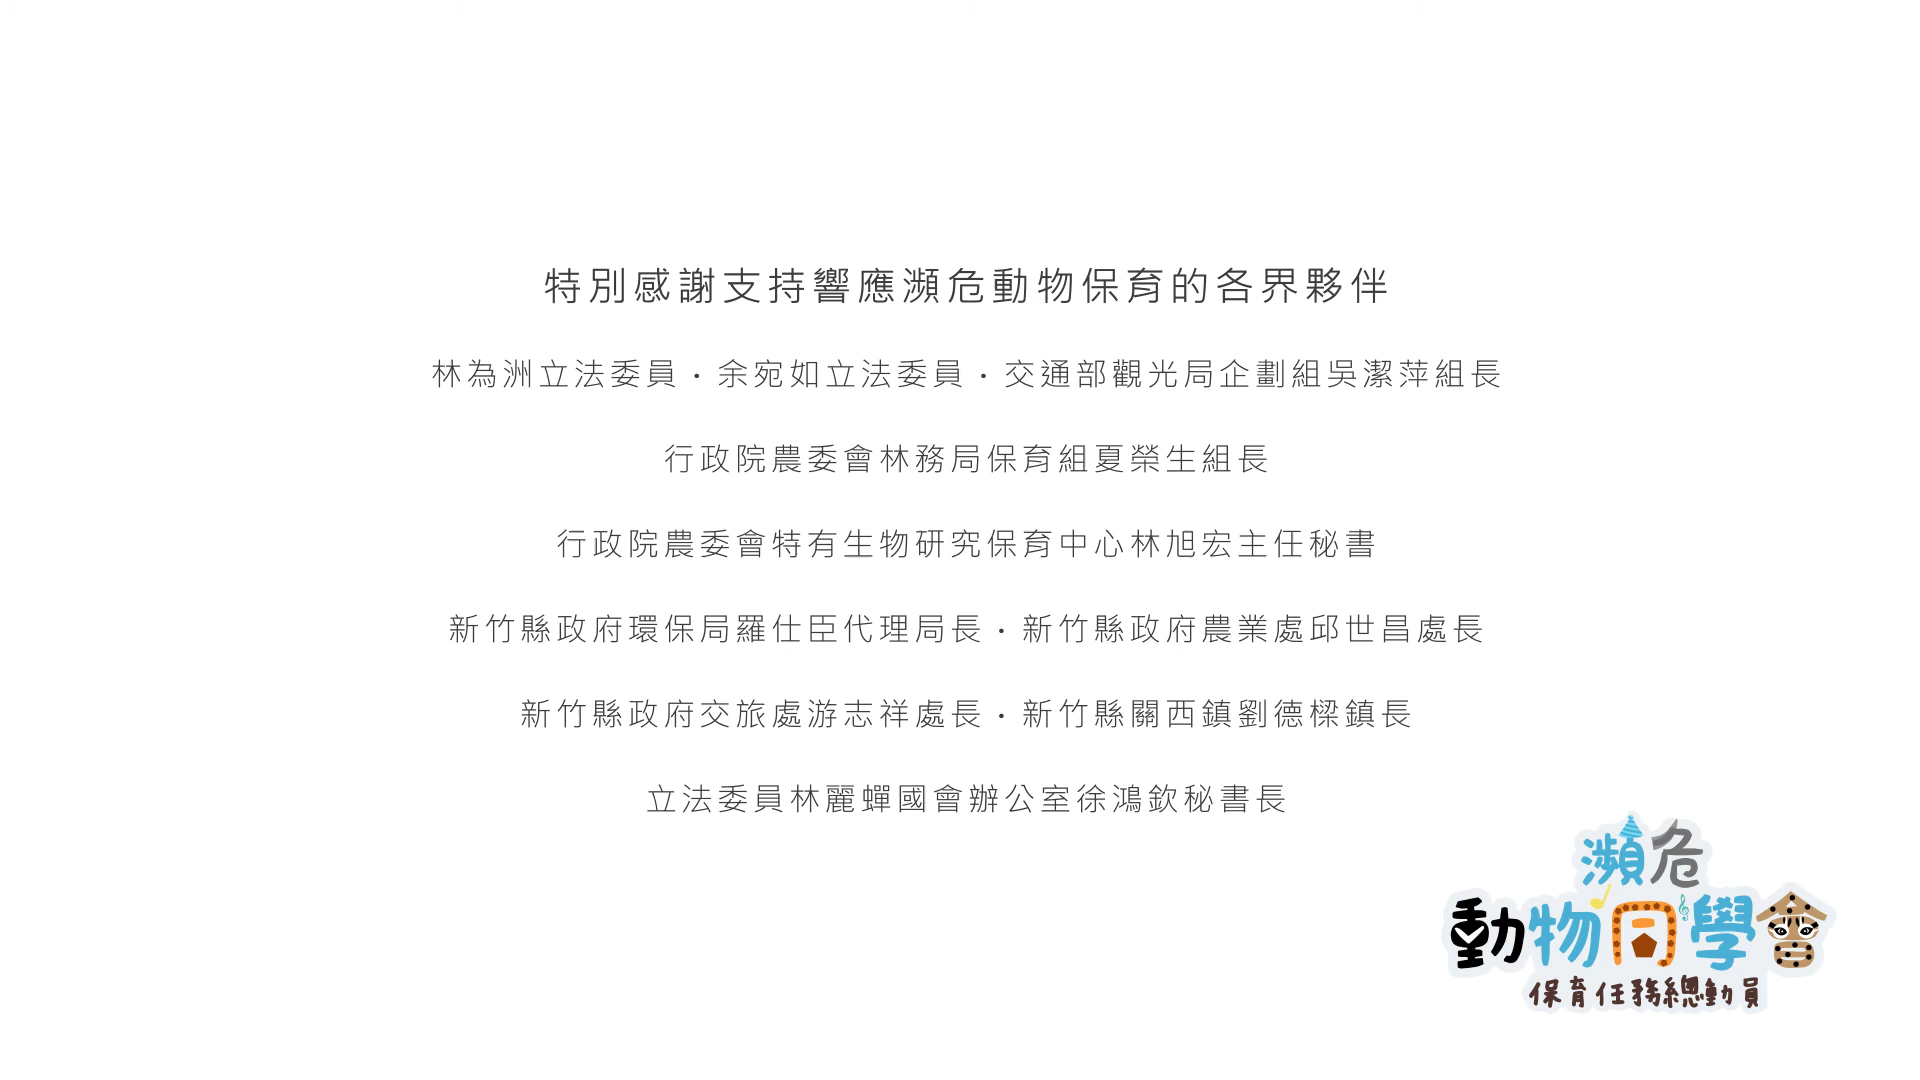 特別感謝支持響應瀕危動物保育的各界夥伴
林為洲立法委員・余宛如立法委員・交通部觀光局企劃組吳潔萍組長
行政院農委會林務局保育組夏榮生組長
行政院農委會特有生物研究保育中心林旭宏主任秘書
新竹縣政府環保局羅仕臣代理局長・新竹縣政府農業處邱世昌處長
新竹縣政府交旅處游志祥處長・新竹縣關西鎮劉德樑鎮長
立法委員林麗蟬國會辦公室徐鴻欽秘書長
瀕危
動物同學會
保育任務總動員